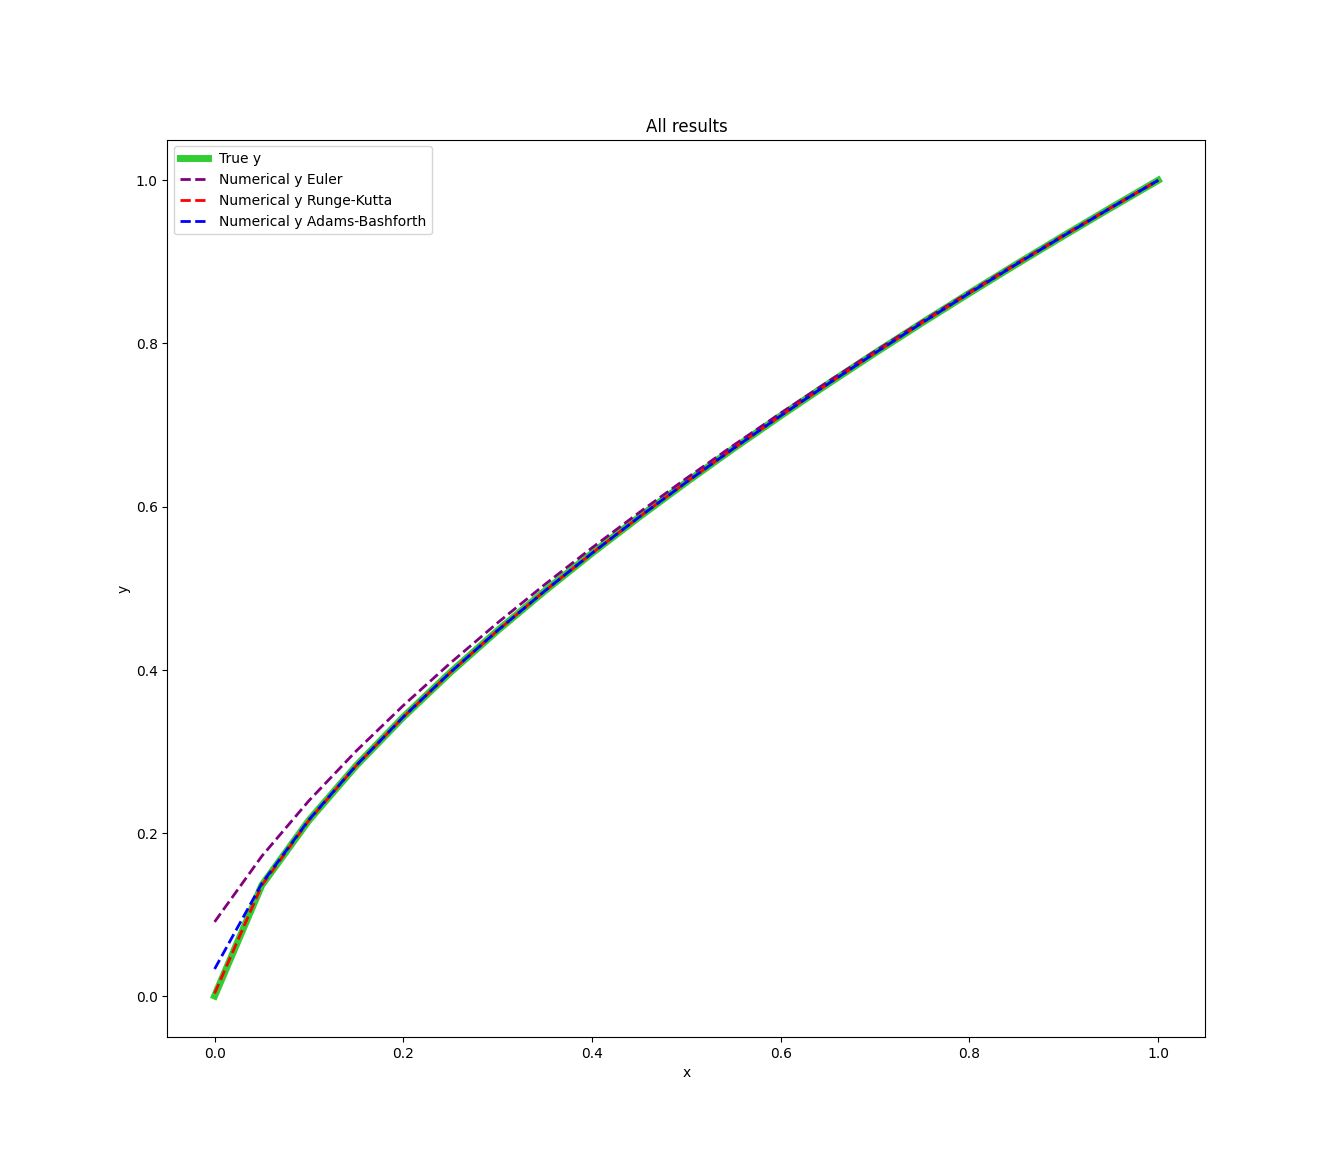 All results
True y
Numerical y Euler
Numerical y Runge-Kutta
Numerical y Adams-Bashforth
1.0
0.8
0.6
0.4
0.2
0.0
y
0.0 0.2 0.4 0.6 0.8 1.0
x